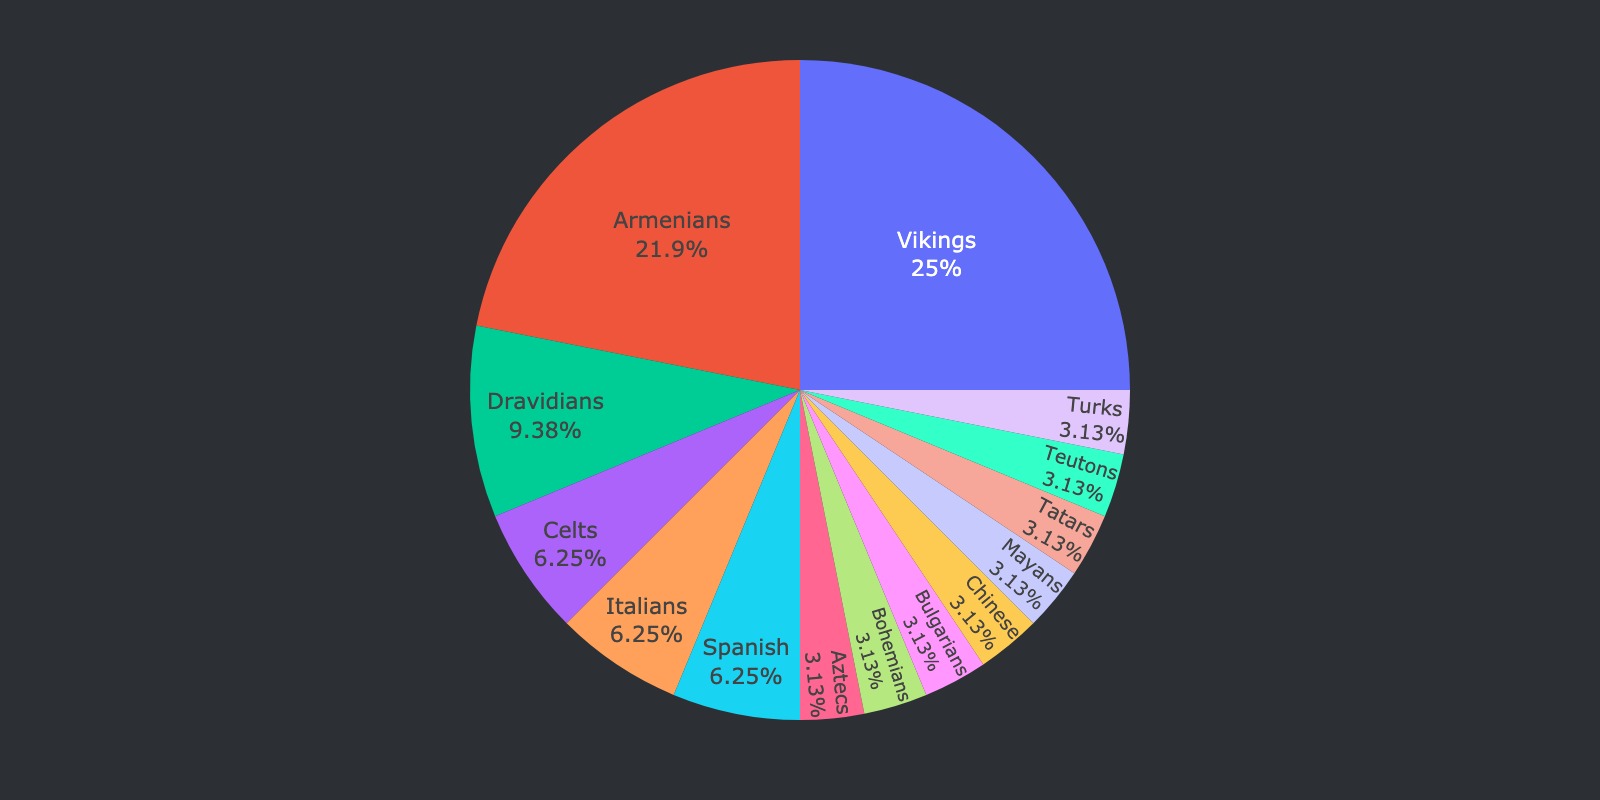 Vikings
25%
Armenians
21.9%
Dravidians
9.38%
Celts
6.25%
Italians
6.25%
Spanish
6.25%
Aztecs
3.13%
Bohemians
3.13%
Bulgarians
3.13%
Chinese
3.13%
Mayans
3.13%
Tatars
3.13%
Teutons
3.13%
Turks
3.13%